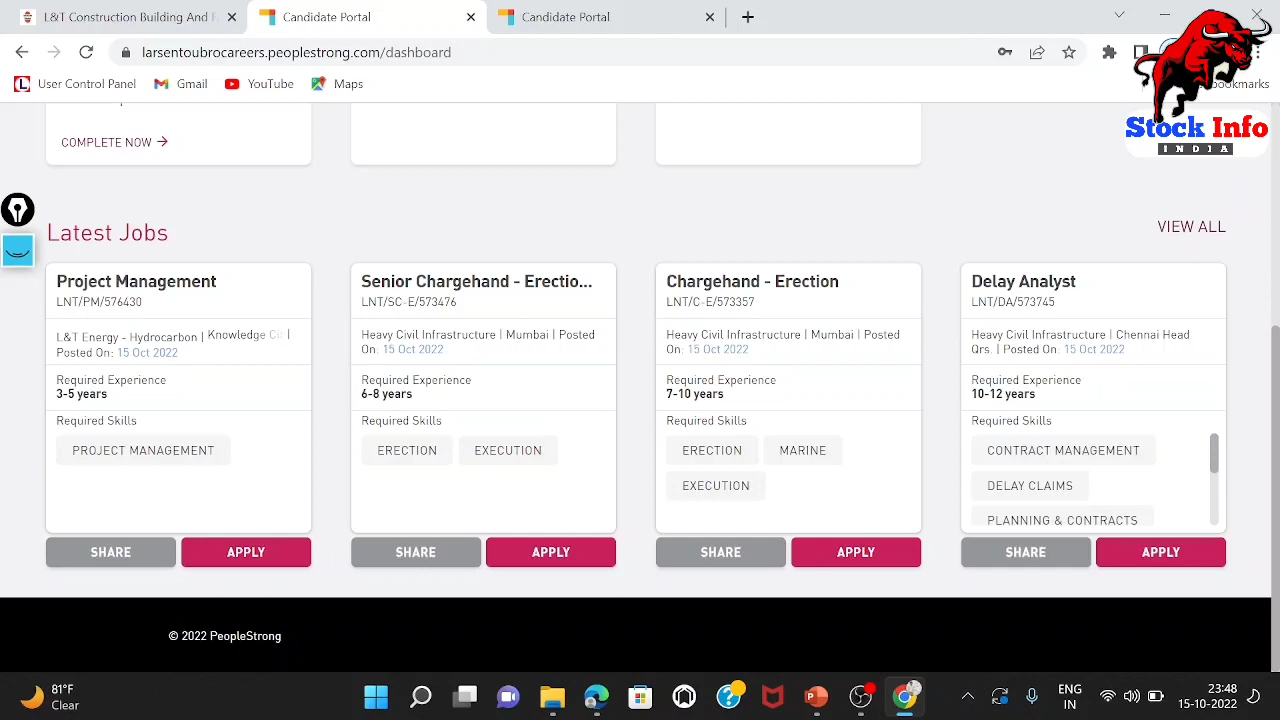 L&T Construction Building And
Candidate Portal
Candidate Portal
larsentoubrocareers.peoplestrong.com/dashboard
User Control Panel
Gmail
YouTube
Maps
bookmarks
Stock Info
INDIA
COMPLETE NOW →
Latest Jobs
VIEW ALL
Project Management
LNT/PM/576430
L&T Energy - Hydrocarbon | Knowledge
Posted On: 15 Oct 2022
Required Experience
3-5 years
Required Skills
PROJECT MANAGEMENT
SHARE
APPLY
Senior Chargehand - Erectio...
LNT/SC-E/573476
Heavy Civil Infrastructure | Mumbai | Posted
On: 15 Oct 2022
Required Experience
6-8 years
Required Skills
ERECTION
EXECUTION
SHARE
APPLY
Chargehand - Erection
LNT/C-E/573357
Heavy Civil Infrastructure | Mumbai | Posted
On: 15 Oct 2022
Required Experience
7-10 years
Required Skills
ERECTION
MARINE
EXECUTION
SHARE
APPLY
Delay Analyst
LNT/DA/573745
Heavy Civil Infrastructure | Chennai Head
Qrs. | Posted On: 15 Oct 2022
Required Experience
10-12 years
Required Skills
CONTRACT MANAGEMENT
DELAY CLAIMS
PLANNING & CONTRACTS
SHARE
APPLY
© 2022 PeopleStrong
81°F
Clear
ENG
IN
23:48
15-10-2022